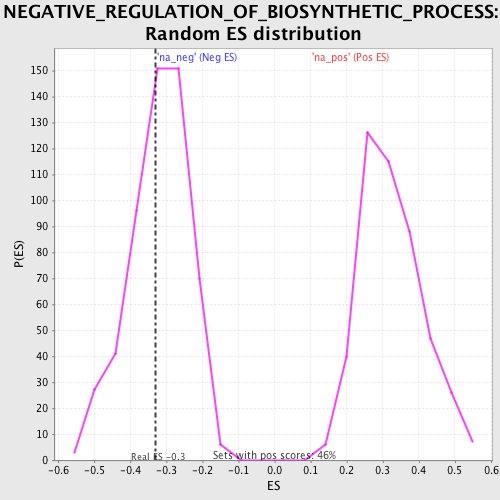 NEGATIVE_REGULATION_OF_BIOSYNTHETIC_PROCESS:
Random ES distribution
'na_neg' (Neg ES)
'na_pos' (Pos ES)
150
140
130
120
110
100
90
80
70
60
50
40
30
20
10
0
P(ES)
Real ES -0.3
Sets with pos scores: 46%
-0.6 -0.5 -0.4 -0.3 -0.2 -0.1 0.0 0.1 0.2 0.3 0.4 0.5 0.6
ES